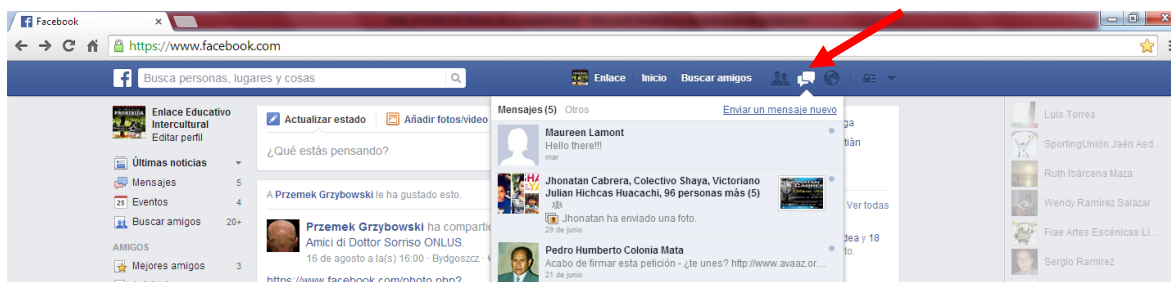 Facebook
https://www.facebook.com
Busca personas, lugares y cosas
Enlace Inicio Buscar amigos
Enlace Educativo
Intercultural
Editar perfil
Últimas noticias
Mensajes 5
Eventos 4
Buscar amigos 20+
AMIGOS
Mejores amigos 3
Actualizar estado Añadir fotos/video
¿Qué estás pensando?
A Przemek Grzybowski le ha gustado esto.
Przemek Grzybowski ha compartic
Amici di Dottor Sorriso ONLUS.
16 de agosto a la(s) 16:00 · Bydgoszcz ·
https://www.facebook.com/photo.php?
Mensajes (5) Otros Enviar un mensaje nuevo
Maureen Lamont
Hello there!!!
mar
Jhonatan Cabrera, Colectivo Shaya, Victoriano
Julian Hichcas Huacachi, 96 personas más (5)
Jhonatan ha enviado una foto.
29 de junio
Pedro Humberto Colonia Mata
Acabo de firmar esta petición - ¿te unes? http://www.avaaz.or...
21 de junio
ga
tiàn
Ver todas
dea y 18
to.
Luis Torres
SportingUnión Jaén Asd...
Ruth Ibárcena Maza
Wendy Ramirez Salazar
Fiae Artes Escénicas Li...
Sergio Ramirez